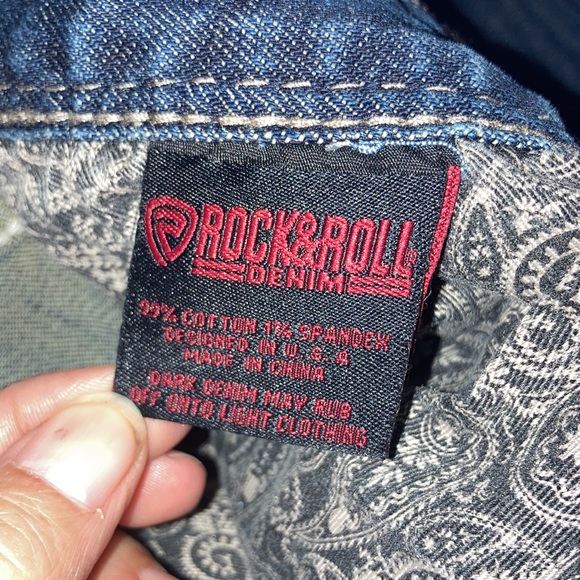 ROCK&ROLL®
DENIM
99% COTTON 1% SPANDEX
DESIGNED IN U.S.A
MADE IN CHINA
DARK DENIM MAY RUB
OFF ONTO LIGHT CLOTHING